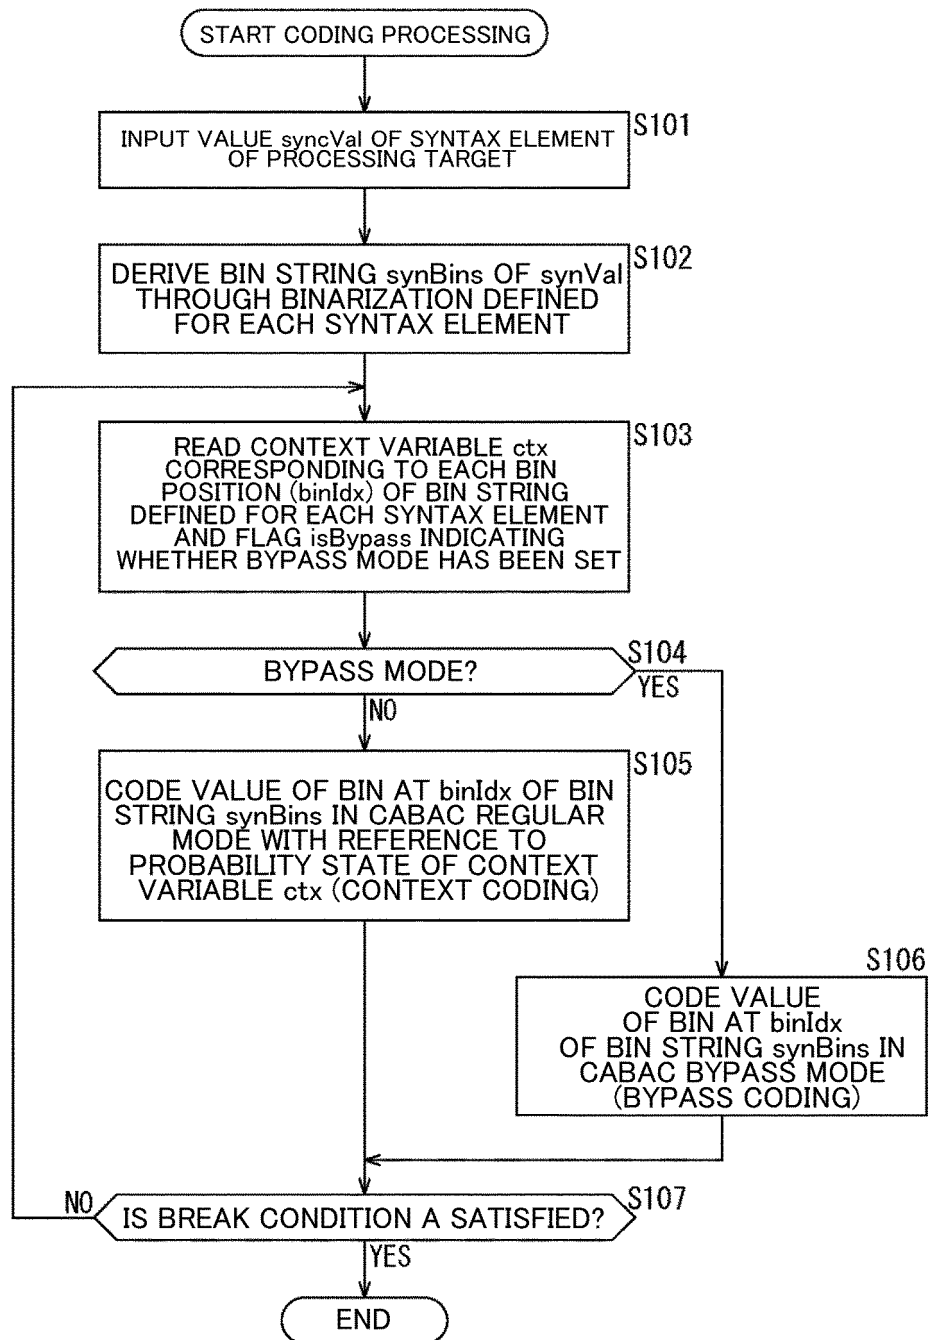 START CODING PROCESSING
S101
INPUT VALUE syncVal OF SYNTAX ELEMENT
OF PROCESSING TARGET
S102
DERIVE BIN STRING synBins OF synVal
THROUGH BINARIZATION DEFINED
FOR EACH SYNTAX ELEMENT
S103
READ CONTEXT VARIABLE ctx
CORRESPONDING TO EACH BIN
POSITION (binIdx) OF BIN STRING
DEFINED FOR EACH SYNTAX ELEMENT
AND FLAG isBypass INDICATING
WHETHER BYPASS MODE HAS BEEN SET
S104
BYPASS MODE?
YES
NO
S105
CODE VALUE OF BIN AT binIdx OF BIN
STRING synBins IN CABAC REGULAR
MODE WITH REFERENCE TO
PROBABILITY STATE OF CONTEXT
VARIABLE ctx (CONTEXT CODING)
S106
CODE VALUE
OF BIN AT binIdx
OF BIN STRING synBins IN
CABAC BYPASS MODE
(BYPASS CODING)
S107
NO
IS BREAK CONDITION A SATISFIED?
YES
END